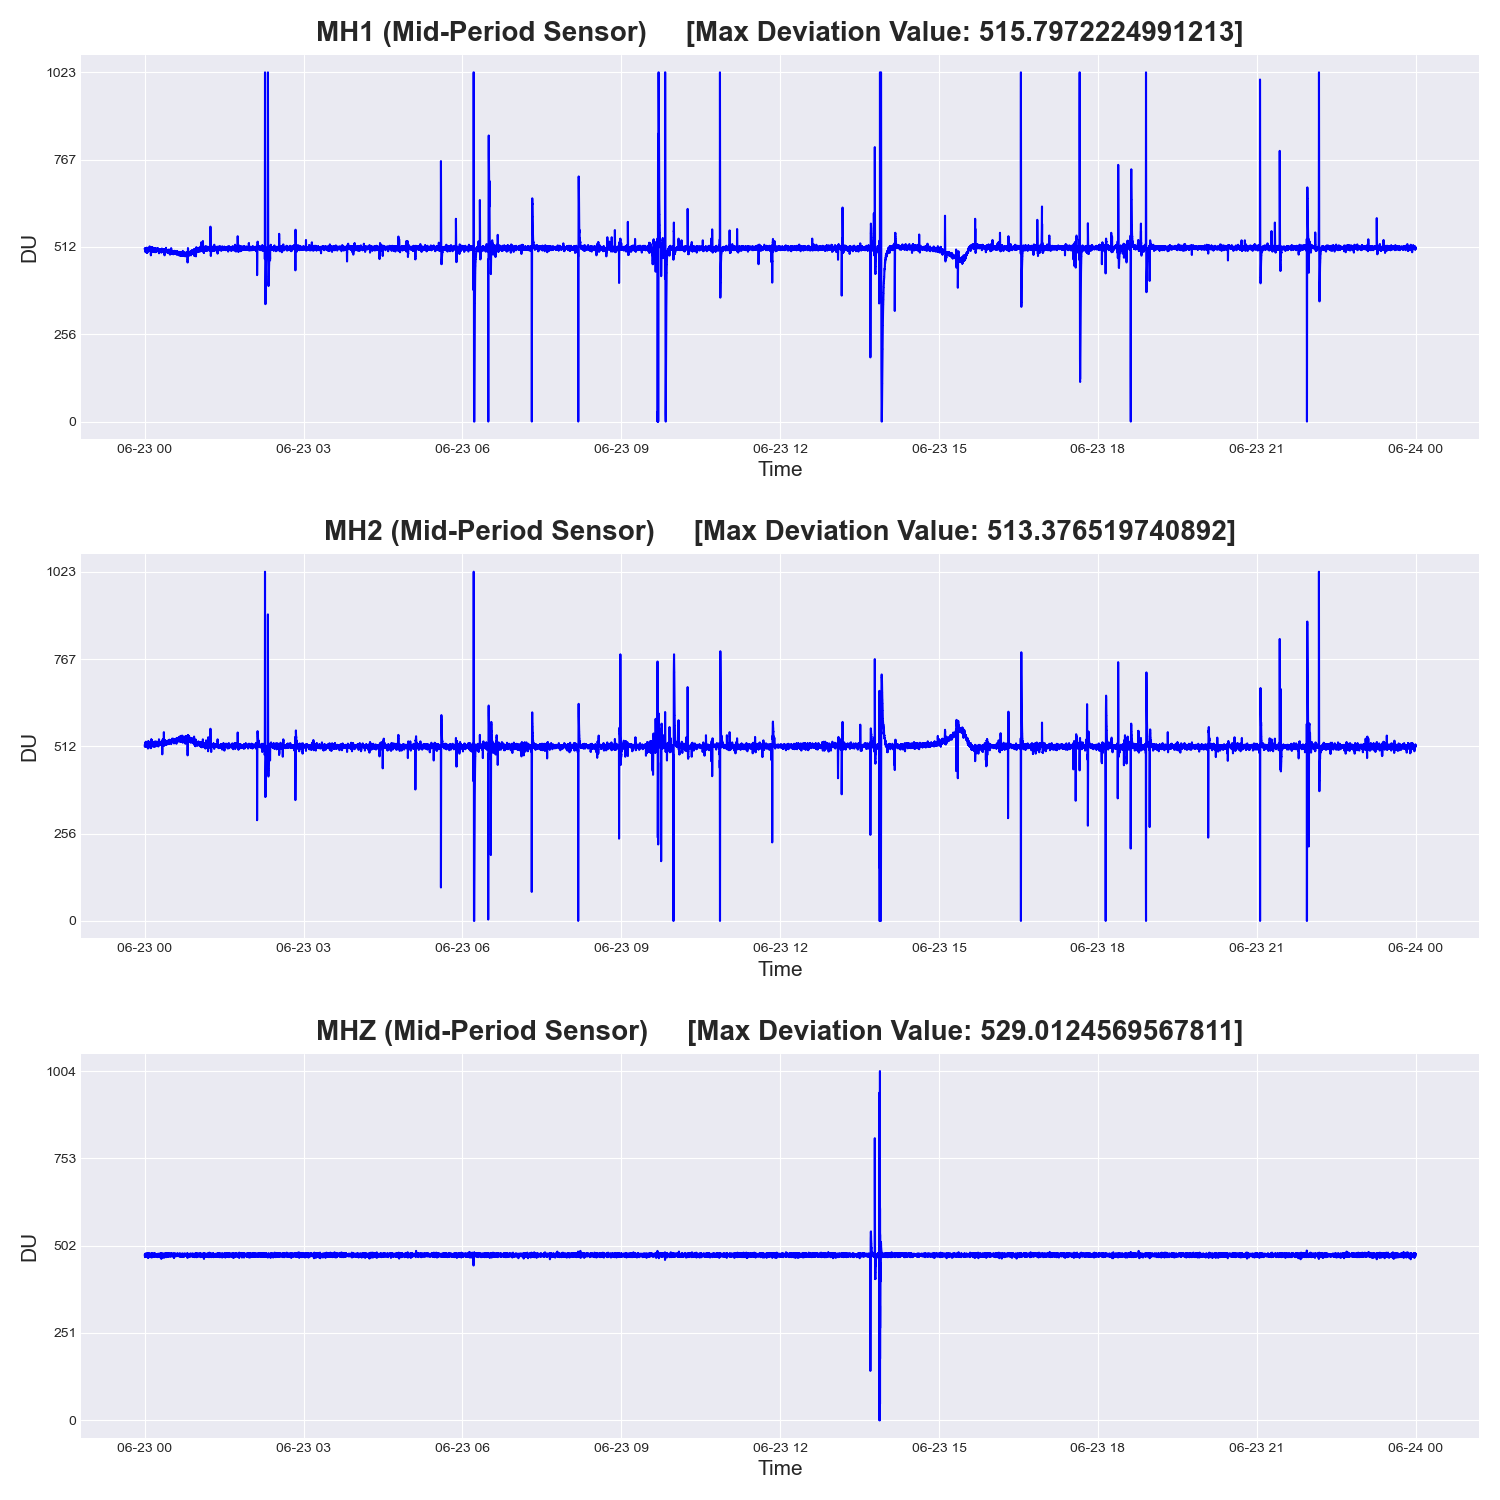 MH1 (Mid-Period Sensor)     [Max Deviation Value: 515.7972224991213]
1023
767
512
256
0
DU
06-23 00 06-23 03 06-23 06 06-23 09 06-23 12 06-23 15 06-23 18 06-23 21 06-24 00
Time
MH2 (Mid-Period Sensor)     [Max Deviation Value: 513.376519740892]
1023
767
512
256
0
DU
06-23 00 06-23 03 06-23 06 06-23 09 06-23 12 06-23 15 06-23 18 06-23 21 06-24 00
Time
MHZ (Mid-Period Sensor)     [Max Deviation Value: 529.0124569567811]
1004
753
502
251
0
DU
06-23 00 06-23 03 06-23 06 06-23 09 06-23 12 06-23 15 06-23 18 06-23 21 06-24 00
Time